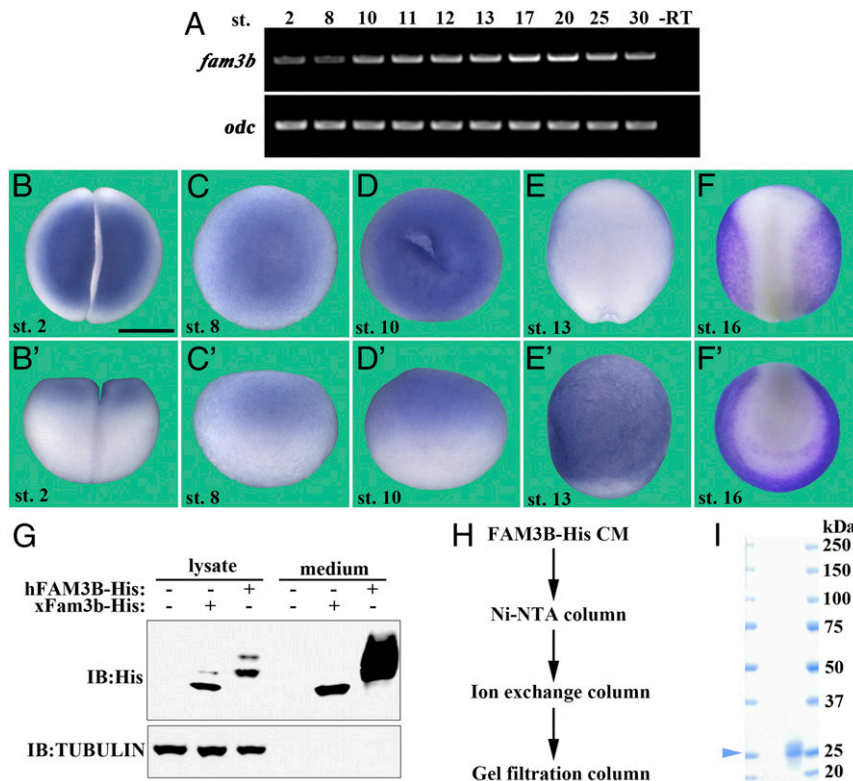 A st. 2 8 10 11 12 13 17 20 25 30 -RT
fam3b
odc
B C D E F
st. 2 st. 8 st. 10 st. 13 st. 16
B' C' D' E' F'
st. 2 st. 8 st. 10 st. 13 st. 16
G
lysate medium
hFAM3B-His: - - + - - +
xFam3b-His: - + - - + -
IB:His
IB:TUBULIN
H
FAM3B-His CM
Ni-NTA column
Ion exchange column
Gel filtration column
I
kDa
250
150
100
75
50
37
25
20